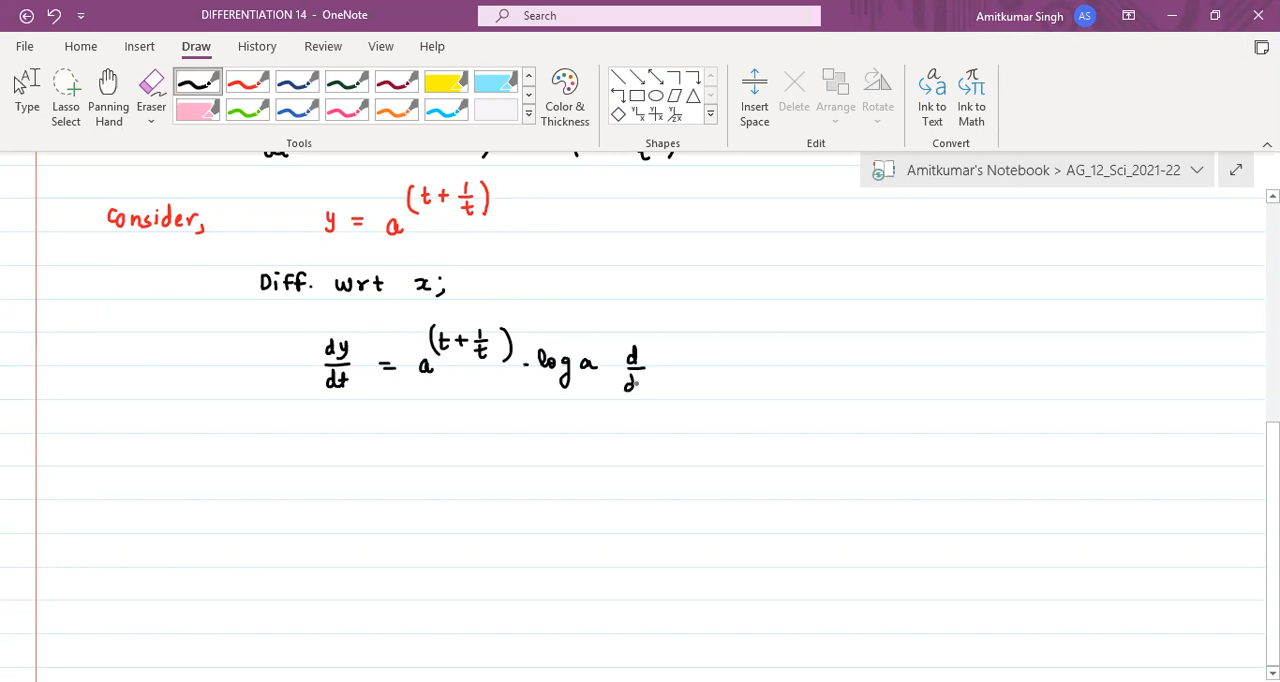 DIFFERENTIATION 14 - OneNote
Search
Amitkumar Singh AS
File Home Insert Draw History Review View Help
Type Lasso Select Panning Hand Eraser Color & Thickness Insert Space Delete Arrange Rotate Ink to Text Ink to Math
Tools Shapes Edit Convert
Amitkumar's Notebook > AG_12_Sci_2021-22
Consider, y = a^(t + 1/t)
Diff. wrt x;
dy/dt = a^(t + 1/t) . log a d/d